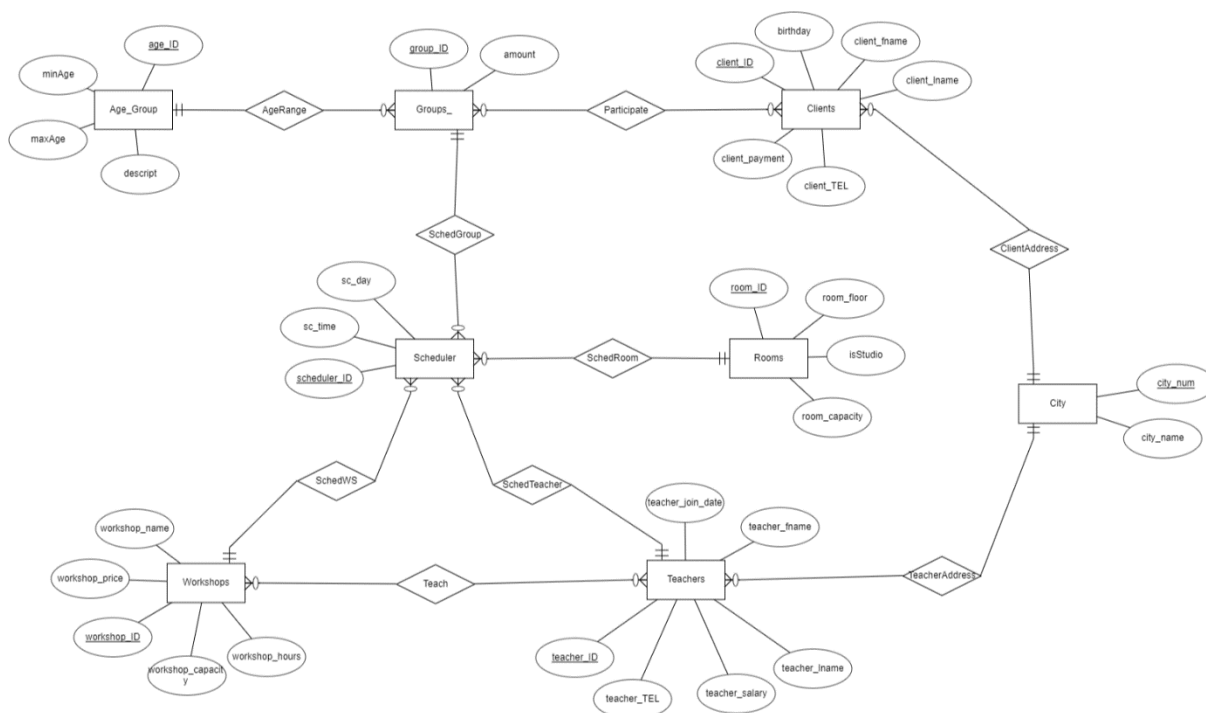 birthday
client_fname
age_ID
group_ID
amount
client_ID
minAge
client_lname
Age_Group
AgeRange
Groups_
Participate
Clients
maxAge
client_payment
descript
client_TEL
SchedGroup
ClientAddress
sc_day
room_ID
room_floor
sc_time
Scheduler
SchedRoom
Rooms
isStudio
scheduler_ID
city_num
City
room_capacity
city_name
SchedWS
SchedTeacher
teacher_join_date
workshop_name
teacher_fname
workshop_price
Workshops
Teach
Teachers
TeacherAddress
workshop_ID
workshop_hours
workshop_capacit
y
teacher_ID
teacher_lname
teacher_TEL
teacher_salary